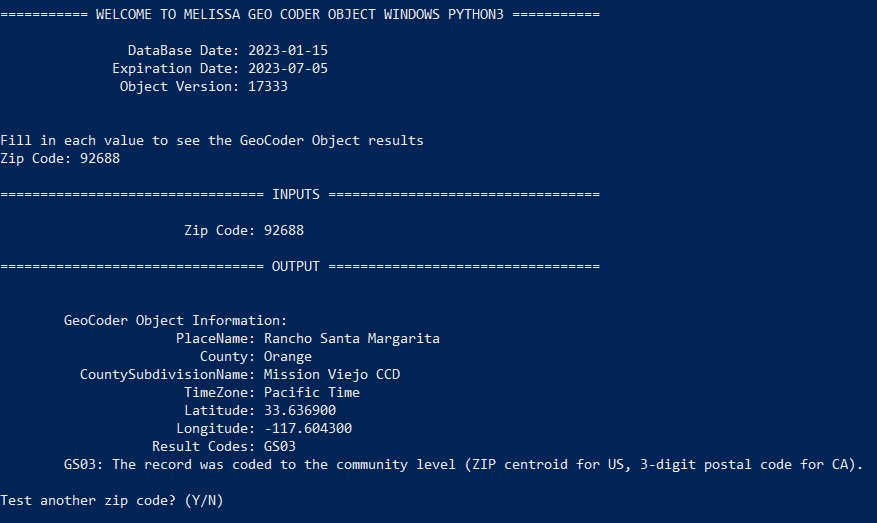 =========== WELCOME TO MELISSA GEO CODER OBJECT WINDOWS PYTHON3 ===========
DataBase Date: 2023-01-15
Expiration Date: 2023-07-05
Object Version: 17333
Fill in each value to see the GeoCoder Object results
Zip Code: 92688
================================= INPUTS ==================================
Zip Code: 92688
================================= OUTPUT ==================================
GeoCoder Object Information:
PlaceName: Rancho Santa Margarita
County: Orange
CountySubdivisionName: Mission Viejo CCD
TimeZone: Pacific Time
Latitude: 33.636900
Longitude: -117.604300
Result Codes: GS03
GS03: The record was coded to the community level (ZIP centroid for US, 3-digit postal code for CA).
Test another zip code? (Y/N)